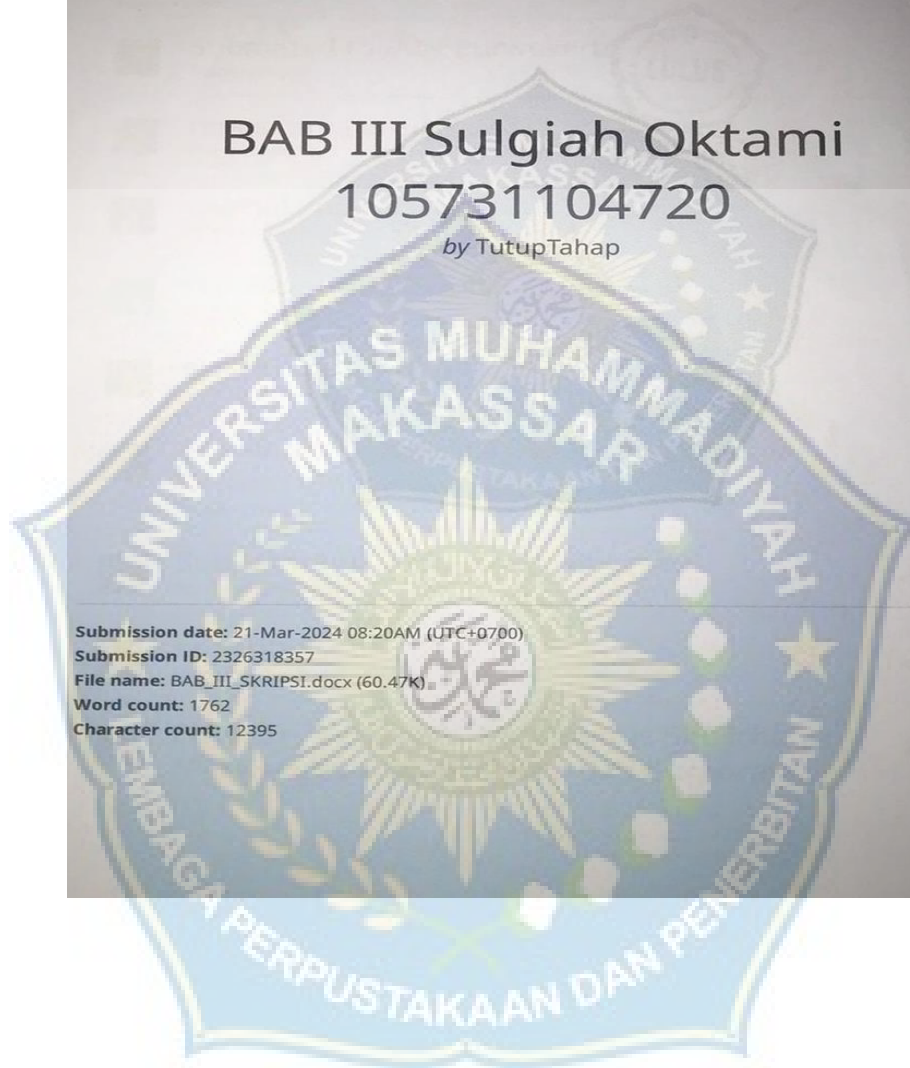 BAB III Sulgiah Oktami
105731104720
by TutupTahap
UNIVERSITAS MUHAMMADIYAH
MAKASSAR
Submission date: 21-Mar-2024 08:20AM (UTC+0700)
Submission ID: 2326318357
File name: BAB_III_SKRIPSI.docx (60.47K)
Word count: 1762
Character count: 12395
LEMBAGA PERPUSTAKAAN DAN PENERBITAN